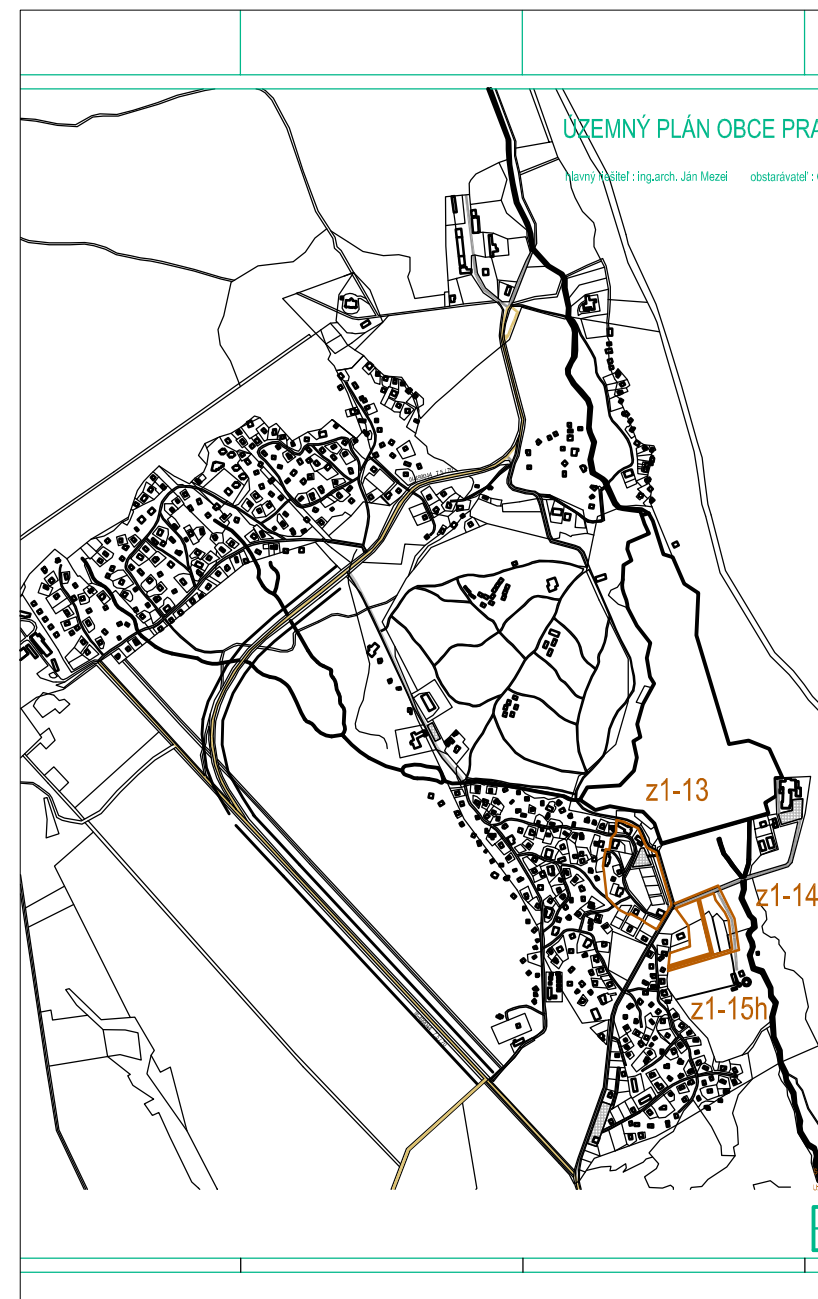 ÚZEMNÝ PLÁN OBCE PRA
hlavný riešiteľ : ing.arch. Ján Mezei obstarávateľ :
z1-13
z1-14
z1-15h